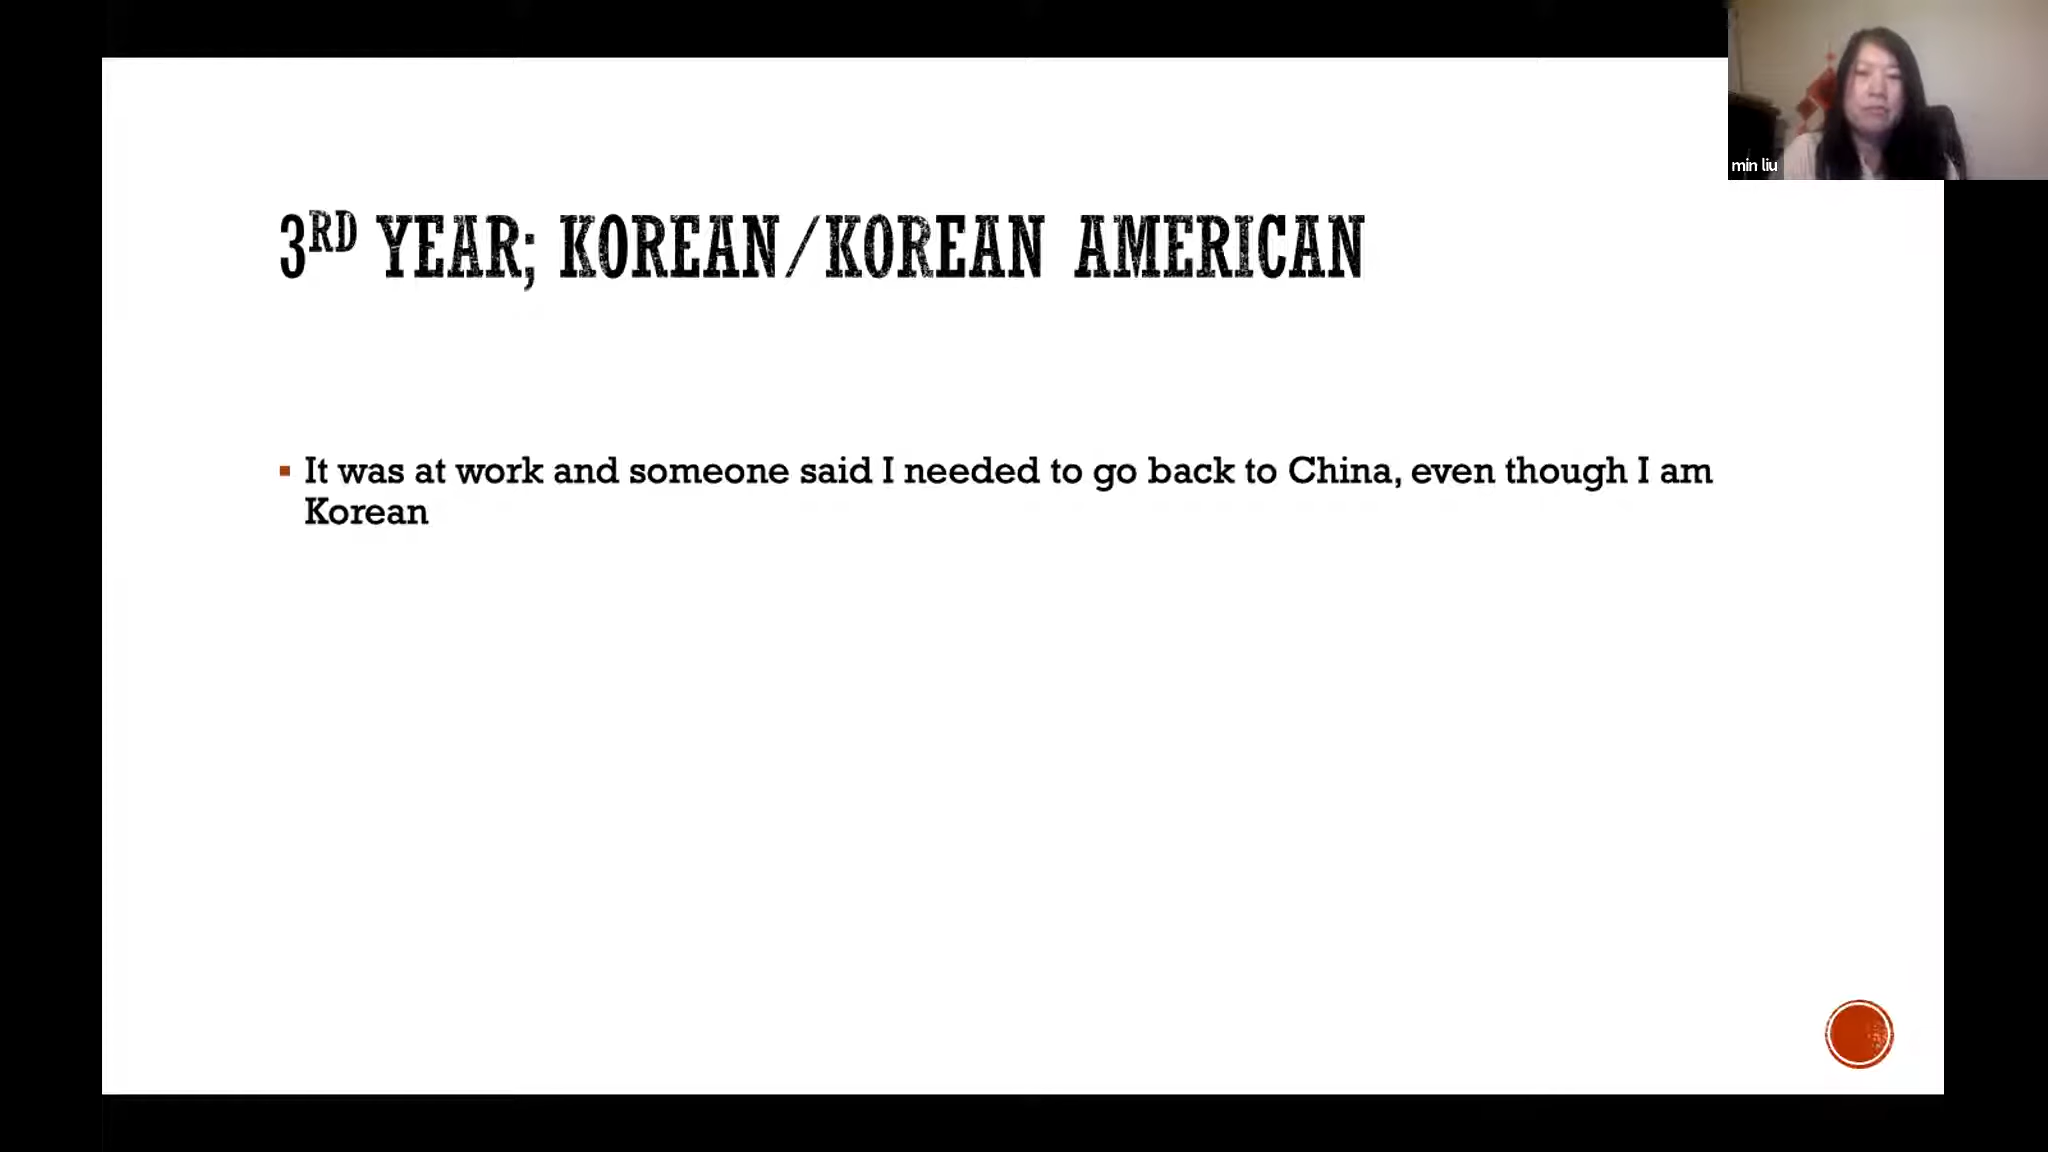 min liu
3RD YEAR; KOREAN/KOREAN AMERICAN
▪ It was at work and someone said I needed to go back to China, even though I am
Korean